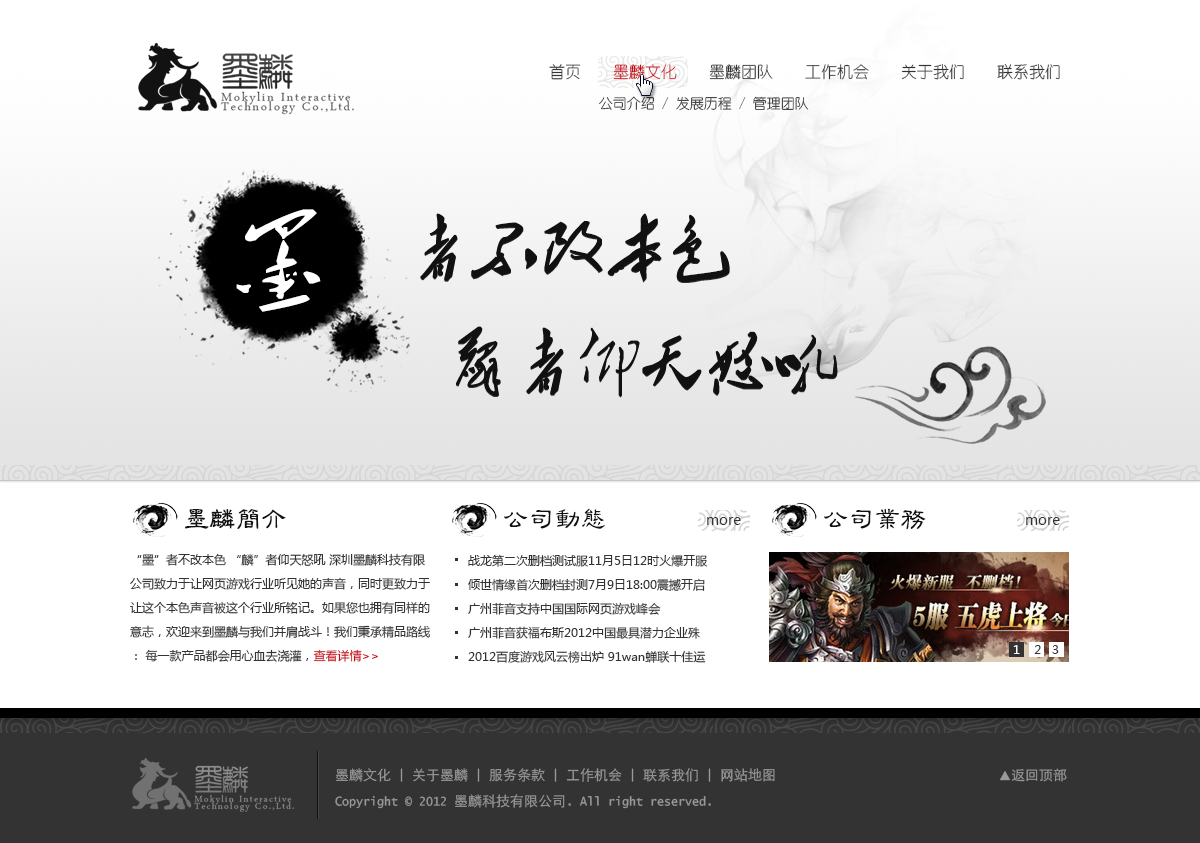 墨麟
Mokylin Interactive
Technology Co.,Ltd.
首页 墨麟文化 墨麟团队 工作机会 关于我们 联系我们
公司介绍 / 发展历程 / 管理团队
墨者不改本色
麟者仰天怒吼
墨麟簡介
“墨”者不改本色 “麟”者仰天怒吼 深圳墨麟科技有限
公司致力于让网页游戏行业听见她的声音，同时更致力于
让这个本色声音被这个行业所铭记。如果您也拥有同样的
意志，欢迎来到墨麟与我们并肩战斗！我们秉承精品路线
：每一款产品都会用心血去浇灌，查看详情>>
公司動態 more
战龙第二次删档测试服11月5日12时火爆开服
倾世情缘首次删档封测7月9日18:00震撼开启
广州菲音支持中国国际网页游戏峰会
广州菲音获福布斯2012中国最具潜力企业殊
2012百度游戏风云榜出炉 91wan蝉联十佳运
公司業務 more
火爆新服 不删档!
5服 五虎上将 今日
1 2 3
墨麟
Mokylin Interactive
Technology Co.,Ltd.
墨麟文化 | 关于墨麟 | 服务条款 | 工作机会 | 联系我们 | 网站地图
Copyright © 2012 墨麟科技有限公司. All right reserved.
▲返回顶部